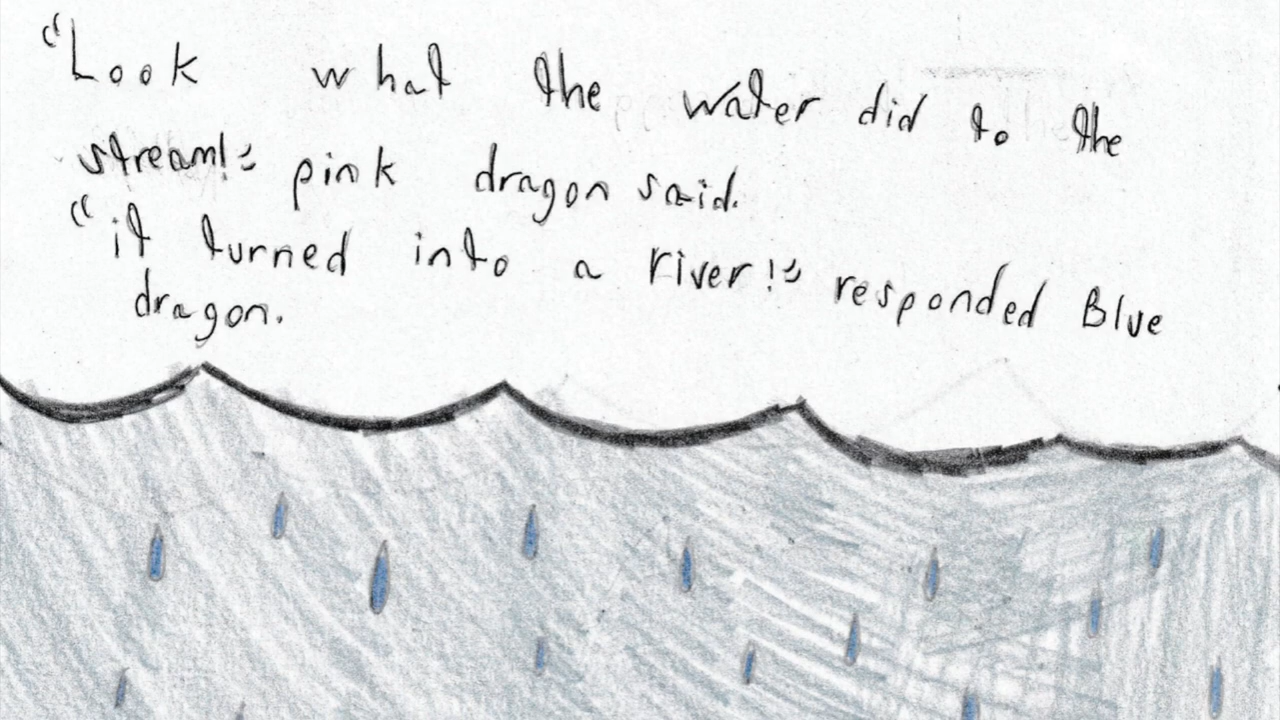 "Look what the water did to the
stream!" pink dragon said.
"it turned into a river!" responded Blue
dragon.